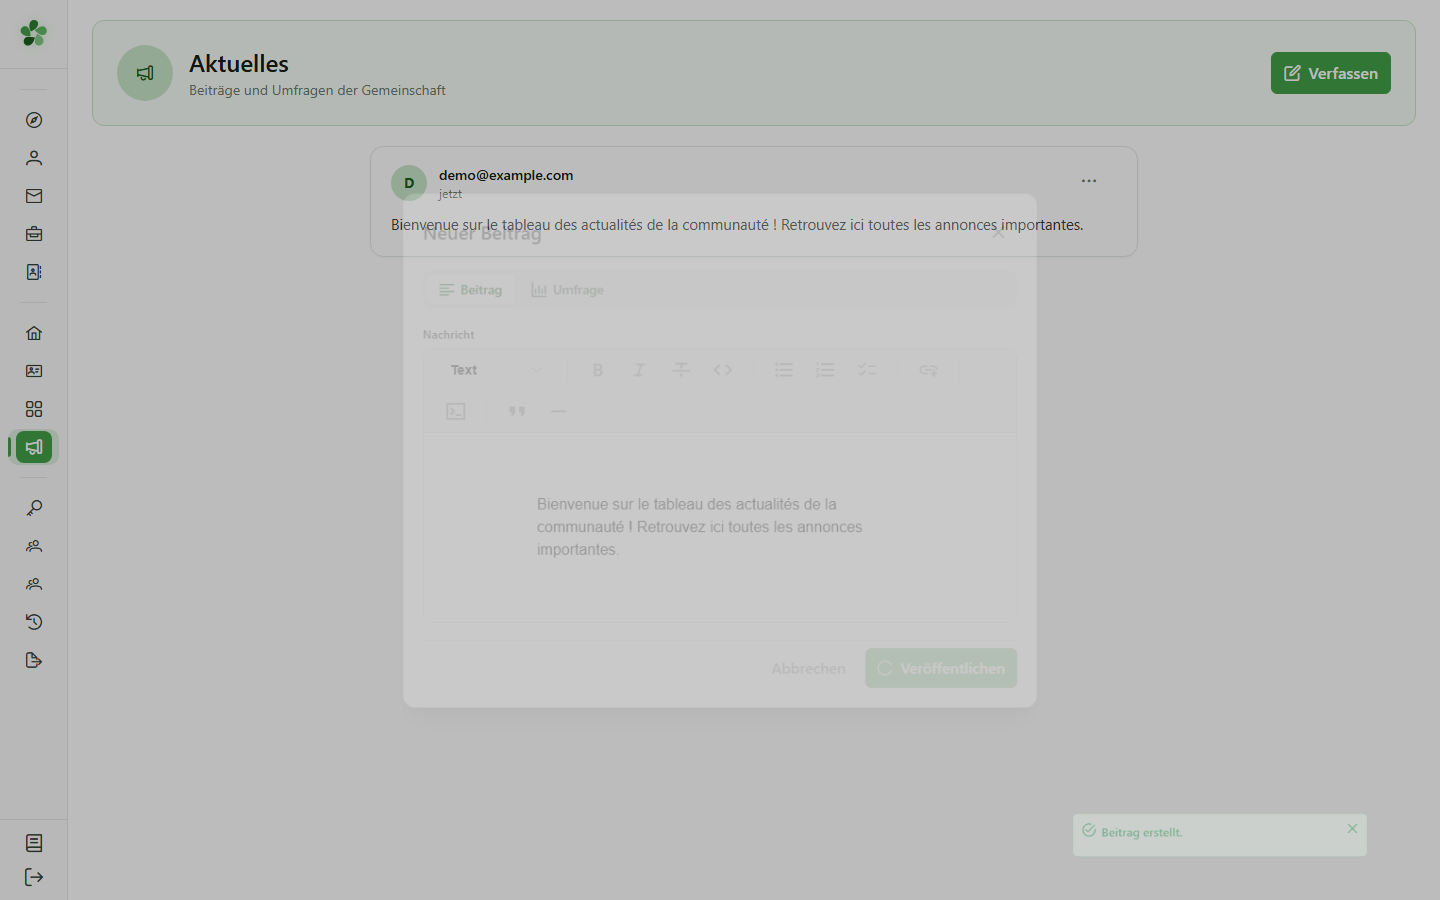 Aktuelles
Beiträge und Umfragen der Gemeinschaft
Verfassen
D
demo@example.com
jetzt
Bienvenue sur le tableau des actualités de la communauté ! Retrouvez ici toutes les annonces importantes.
Neuer Beitrag
Beitrag
Umfrage
Nachricht
Text
Bienvenue sur le tableau des actualités de la
communauté ! Retrouvez ici toutes les annonces
importantes.
Abbrechen
Veröffentlichen
Beitrag erstellt.